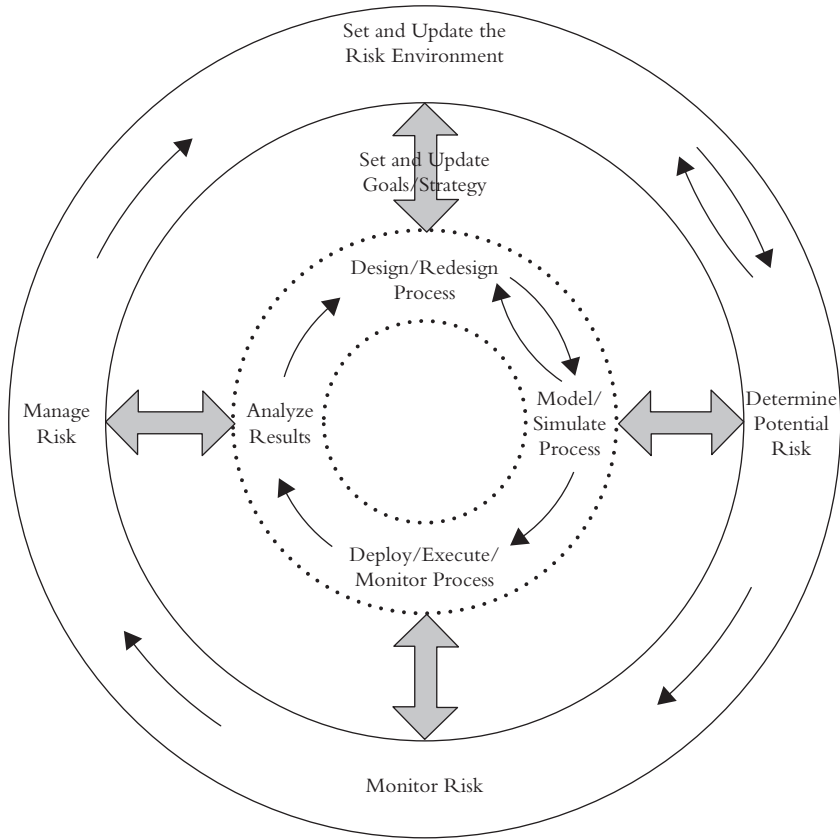 Set and Update the
Risk Environment
Set and Update
Goals/Strategy
Design/Redesign
Process
Manage
Risk
Analyze
Results
Model/
Simulate
Process
Determine
Potential
Risk
Deploy/Execute/
Monitor Process
Monitor Risk